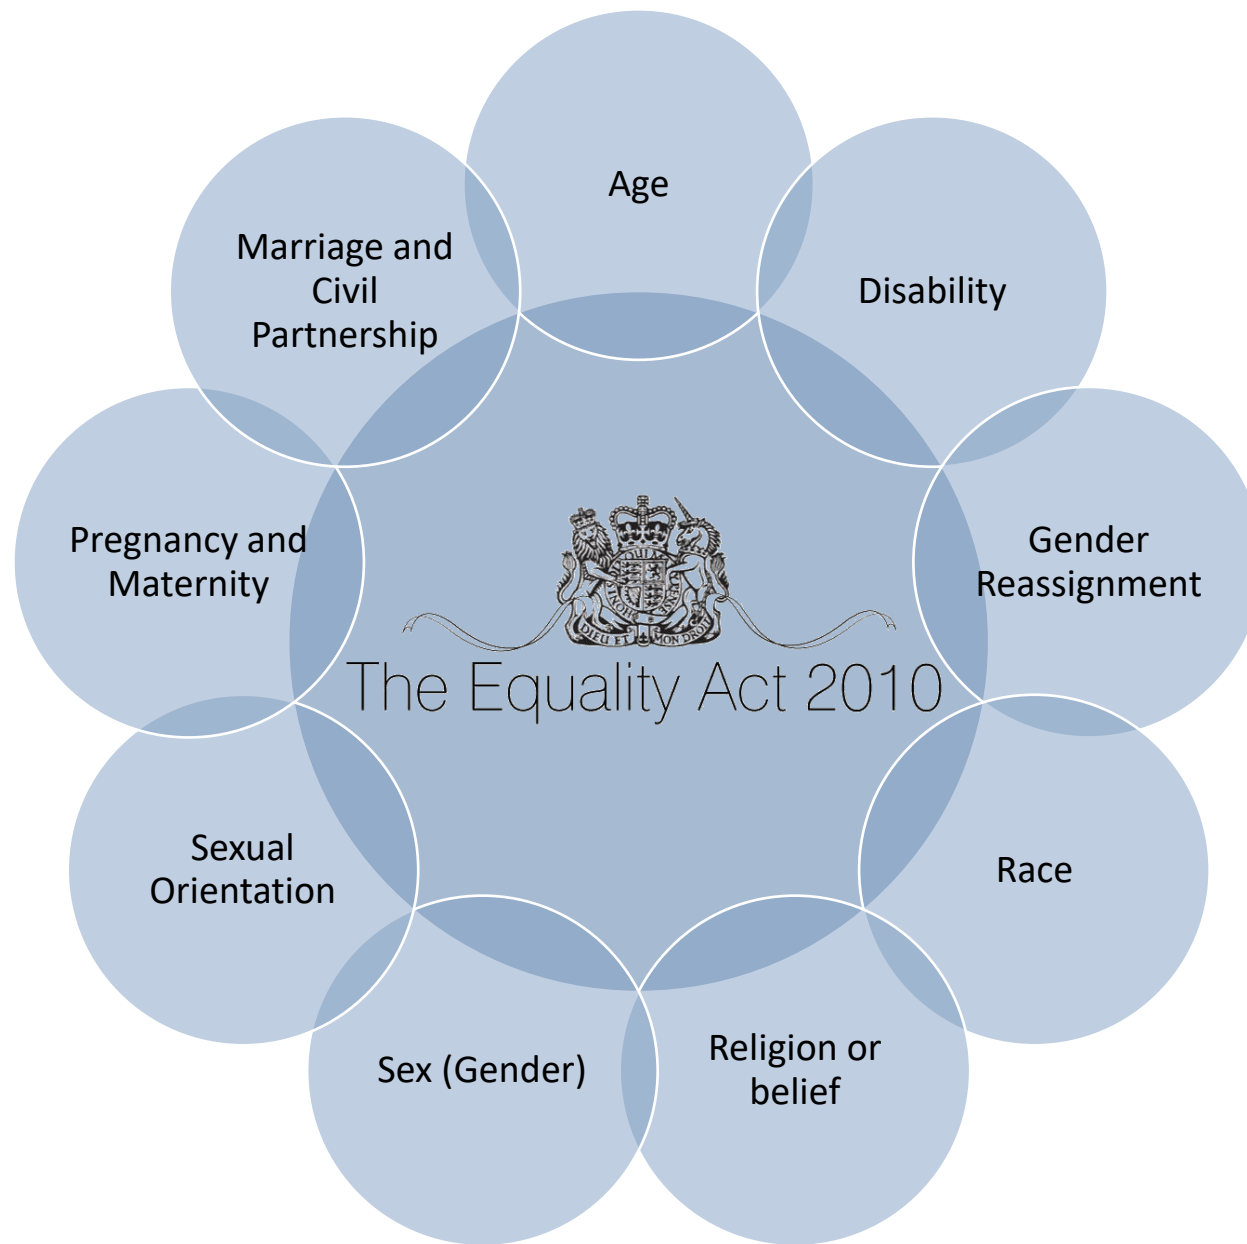 Age
Disability
Gender
Reassignment
Race
Religion or
belief
Sex (Gender)
Sexual
Orientation
Pregnancy and
Maternity
Marriage and
Civil
Partnership
DIEU ET MON DROIT
The Equality Act 2010